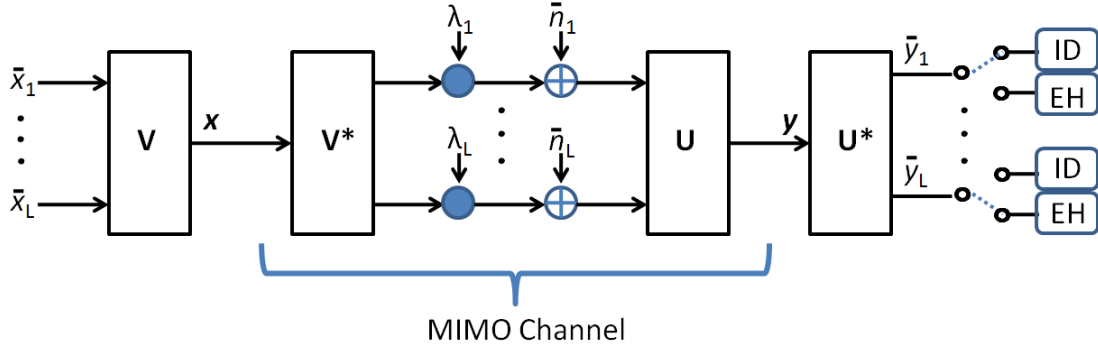 λ₁ n̄₁
x̄₁ ȳ₁ ID
EH
V x V* U y U*
λL n̄L
x̄L ȳL ID
EH
MIMO Channel